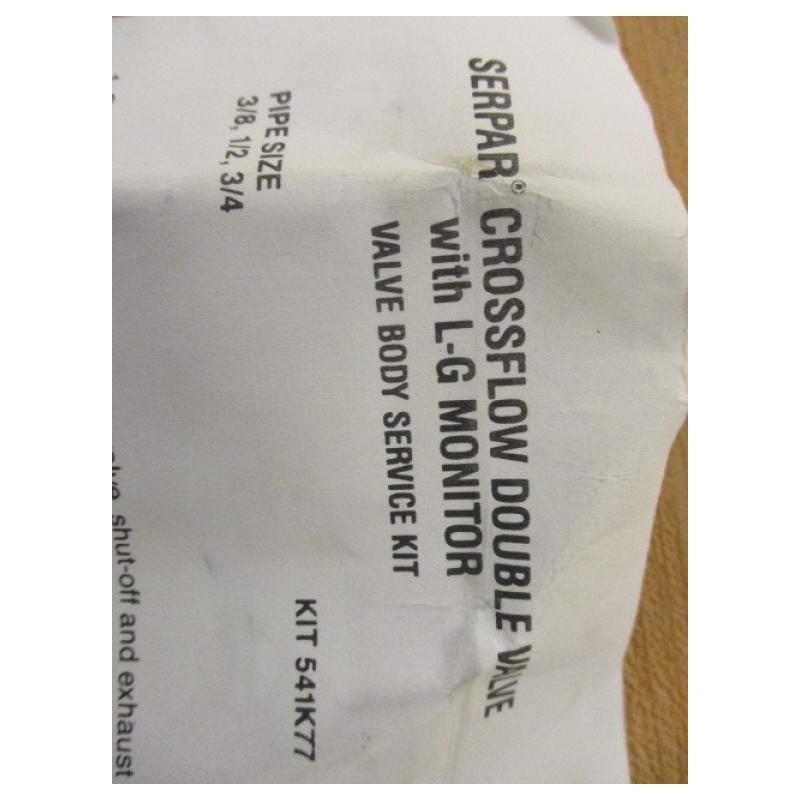 SERPAR® CROSSFLOW DOUBLE VALVE
with L-G MONITOR
VALVE BODY SERVICE KIT
PIPE SIZE
3/8, 1/2, 3/4
KIT 541K77
shut-off and exhaust